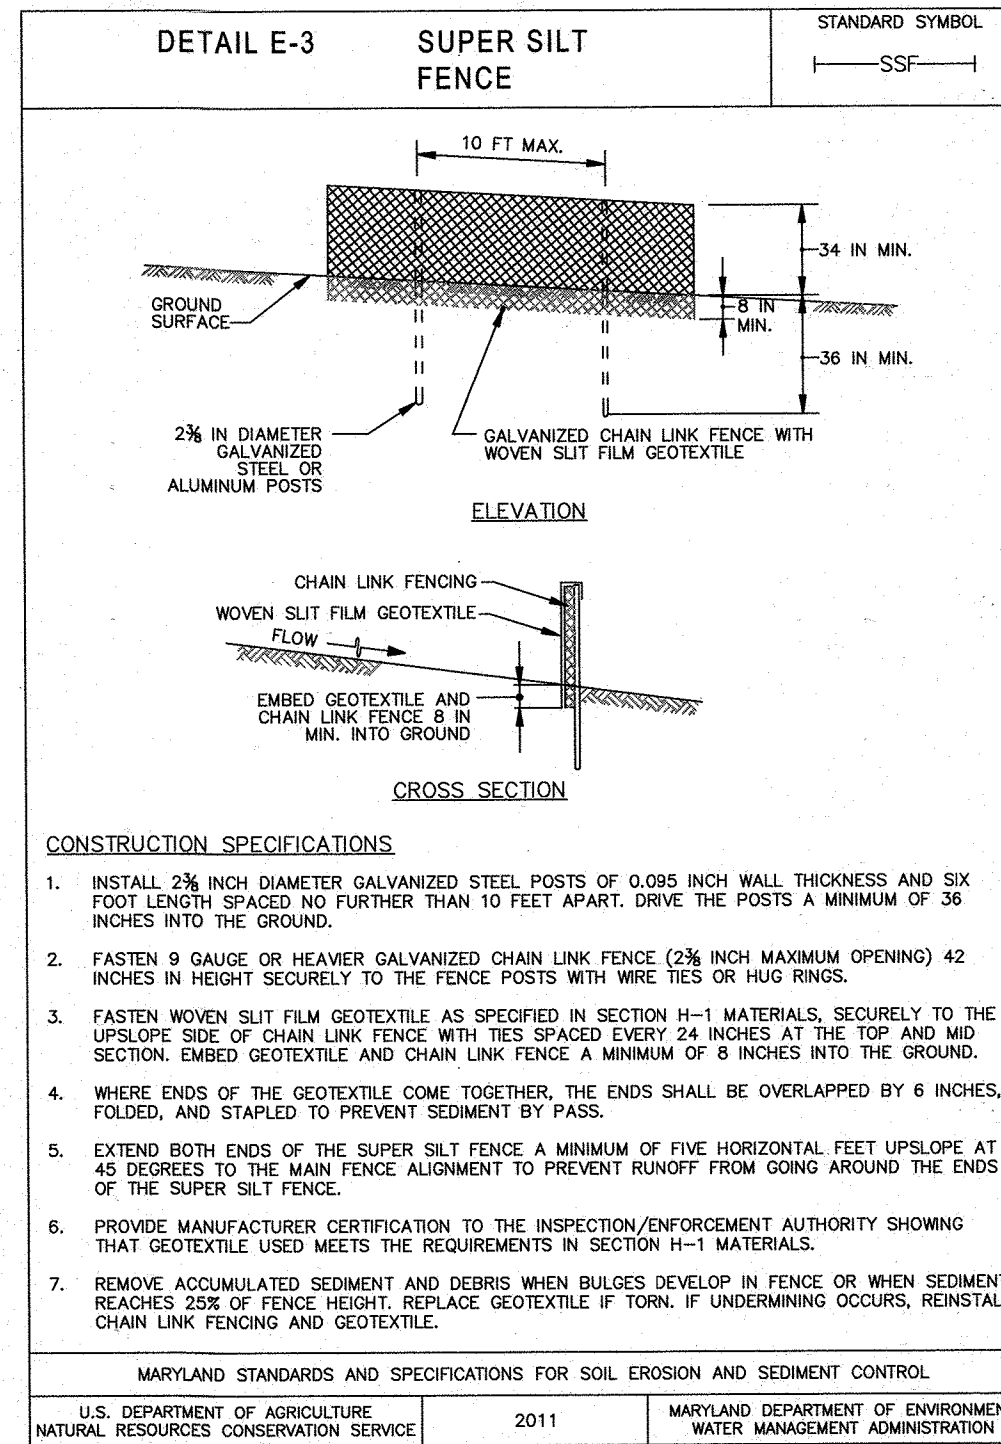 DETAIL E-3 SUPER SILT
FENCE
STANDARD SYMBOL
SSF
10 FT MAX.
34 IN MIN.
GROUND
SURFACE
8 IN
MIN.
36 IN MIN.
2⅜ IN DIAMETER
GALVANIZED
STEEL OR
ALUMINUM POSTS
GALVANIZED CHAIN LINK FENCE WITH
WOVEN SLIT FILM GEOTEXTILE
ELEVATION
CHAIN LINK FENCING
WOVEN SLIT FILM GEOTEXTILE
FLOW
EMBED GEOTEXTILE AND
CHAIN LINK FENCE 8 IN
MIN. INTO GROUND
CROSS SECTION
CONSTRUCTION SPECIFICATIONS
1. INSTALL 2⅜ INCH DIAMETER GALVANIZED STEEL POSTS OF 0.095 INCH WALL THICKNESS AND SIX
FOOT LENGTH SPACED NO FURTHER THAN 10 FEET APART. DRIVE THE POSTS A MINIMUM OF 36
INCHES INTO THE GROUND.
2. FASTEN 9 GAUGE OR HEAVIER GALVANIZED CHAIN LINK FENCE (2⅜ INCH MAXIMUM OPENING) 42
INCHES IN HEIGHT SECURELY TO THE FENCE POSTS WITH WIRE TIES OR HUG RINGS.
3. FASTEN WOVEN SLIT FILM GEOTEXTILE AS SPECIFIED IN SECTION H-1 MATERIALS, SECURELY TO THE
UPSLOPE SIDE OF CHAIN LINK FENCE WITH TIES SPACED EVERY 24 INCHES AT THE TOP AND MID
SECTION. EMBED GEOTEXTILE AND CHAIN LINK FENCE A MINIMUM OF 8 INCHES INTO THE GROUND.
4. WHERE ENDS OF THE GEOTEXTILE COME TOGETHER, THE ENDS SHALL BE OVERLAPPED BY 6 INCHES,
FOLDED, AND STAPLED TO PREVENT SEDIMENT BY PASS.
5. EXTEND BOTH ENDS OF THE SUPER SILT FENCE A MINIMUM OF FIVE HORIZONTAL FEET UPSLOPE AT
45 DEGREES TO THE MAIN FENCE ALIGNMENT TO PREVENT RUNOFF FROM GOING AROUND THE ENDS
OF THE SUPER SILT FENCE.
6. PROVIDE MANUFACTURER CERTIFICATION TO THE INSPECTION/ENFORCEMENT AUTHORITY SHOWING
THAT GEOTEXTILE USED MEETS THE REQUIREMENTS IN SECTION H-1 MATERIALS.
7. REMOVE ACCUMULATED SEDIMENT AND DEBRIS WHEN BULGES DEVELOP IN FENCE OR WHEN SEDIMENT
REACHES 25% OF FENCE HEIGHT. REPLACE GEOTEXTILE IF TORN. IF UNDERMINING OCCURS, REINSTAL
CHAIN LINK FENCING AND GEOTEXTILE.
MARYLAND STANDARDS AND SPECIFICATIONS FOR SOIL EROSION AND SEDIMENT CONTROL
U.S. DEPARTMENT OF AGRICULTURE
NATURAL RESOURCES CONSERVATION SERVICE
2011
MARYLAND DEPARTMENT OF ENVIRONMEN
WATER MANAGEMENT ADMINISTRATION